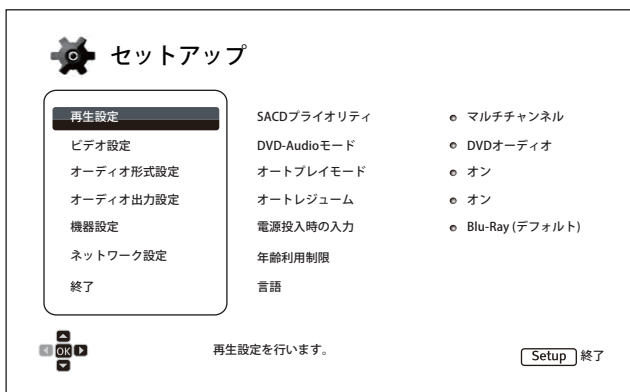 セットアップ
再生設定 SACDプライオリティ マルチチャンネル
ビデオ設定 DVD-Audioモード DVDオーディオ
オーディオ形式設定 オートプレイモード オン
オーディオ出力設定 オートレジューム オン
機器設定 電源投入時の入力 Blu-Ray (デフォルト)
ネットワーク設定 年齢利用制限
終了 言語
OK 再生設定を行います。 Setup 終了